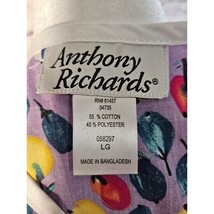 Anthony
Richards®
RN# 81457
04735
55 % COTTON
45 % POLYESTER
056297
LG
MADE IN BANGLADESH